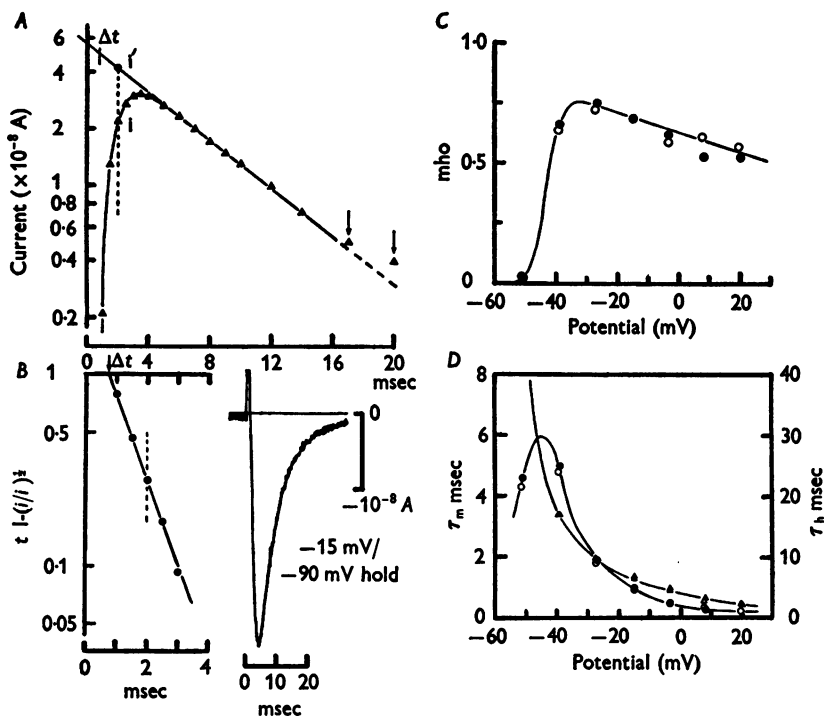 A
Δt
i′
i
Current (×10⁻⁸ A)
6
4
2
1
0·8
0·6
0·4
0·2
0 4 8 12 16 20
msec
B
Δt
t 1-(i/i )½
1
0·5
0·1
0·05
0 2 4
msec
0
−10⁻⁸ A
−15 mV/
−90 mV hold
0 10 20
msec
C
mho
1·0
0·5
0
−60 −40 −20 0 20
Potential (mV)
D
τm msec
8
6
4
2
0
40
30
20
10
0
τh msec
−60 −40 −20 0 20
Potential (mV)